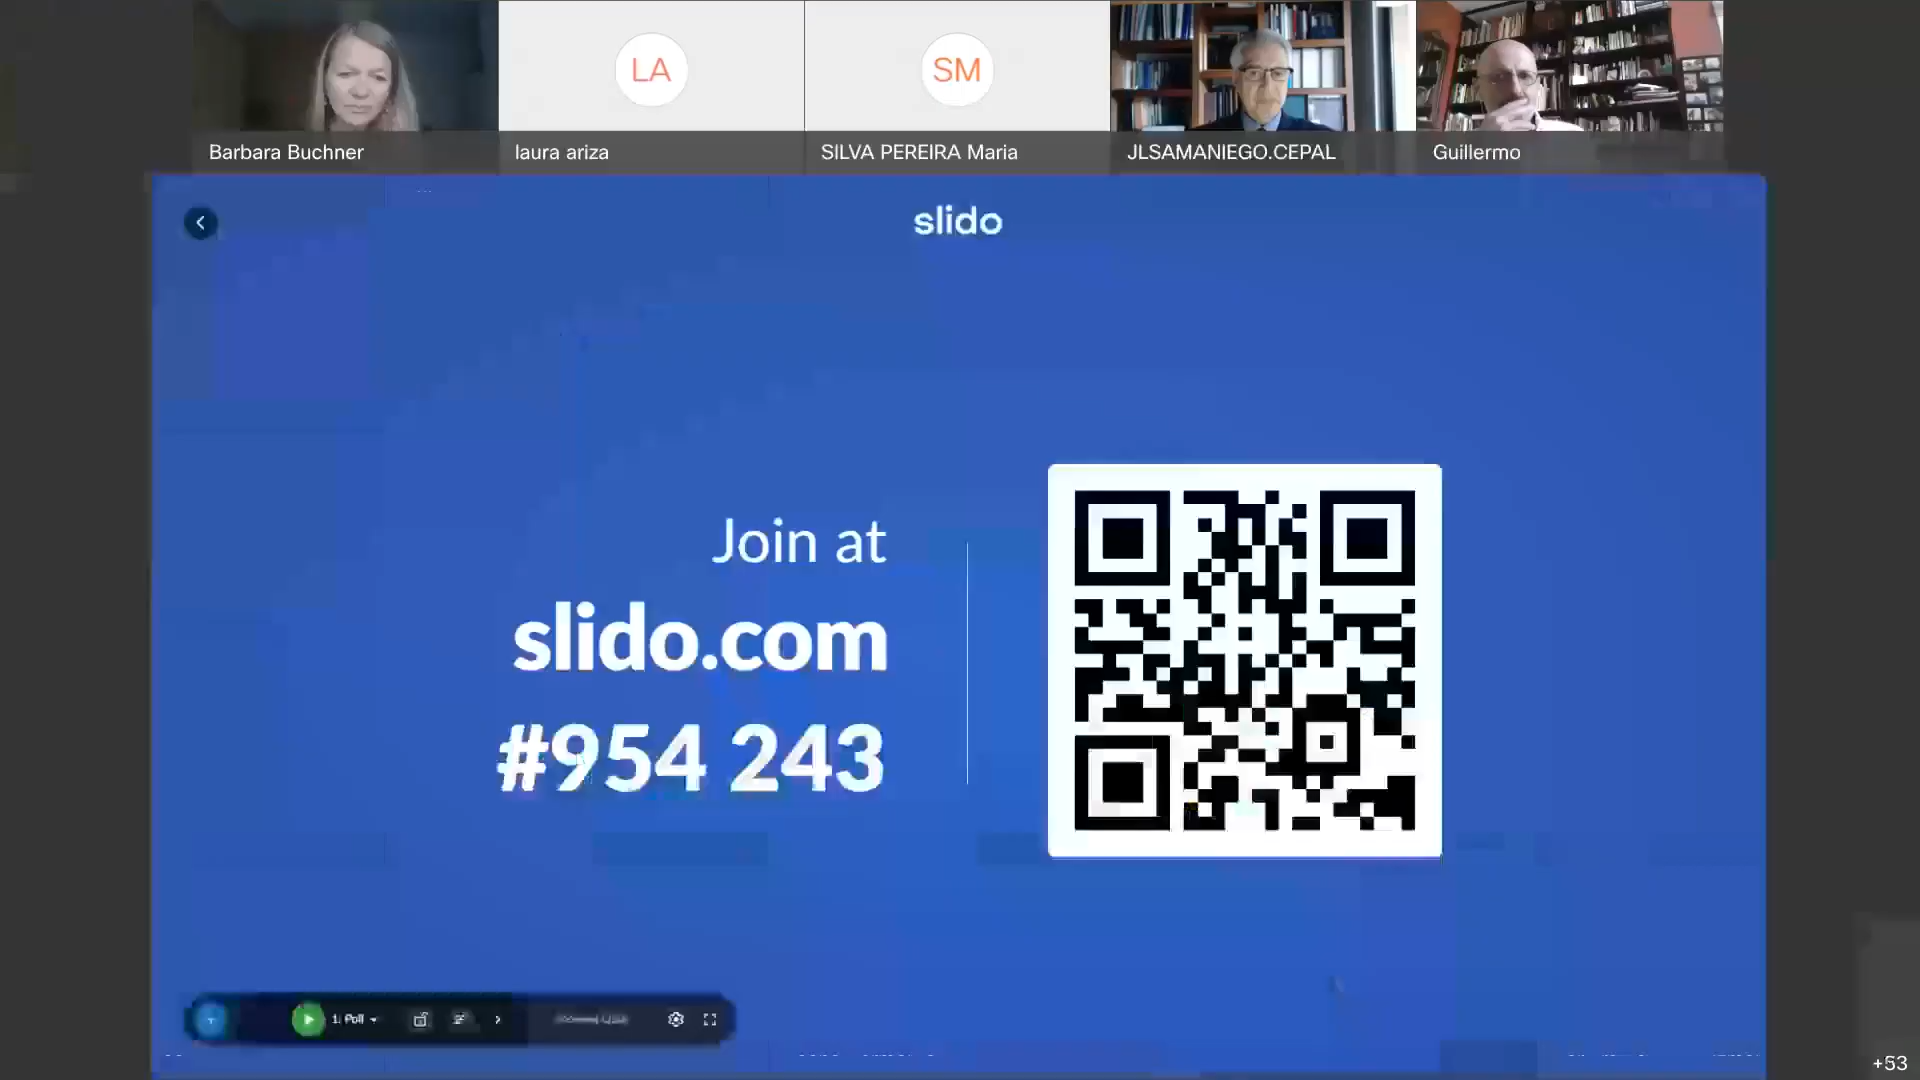 LA
SM
Barbara Buchner
laura ariza
SILVA PEREIRA Maria
JLSAMANIEGO.CEPAL
Guillermo
slido
Join at
slido.com
#954 243
1: Poll
+53